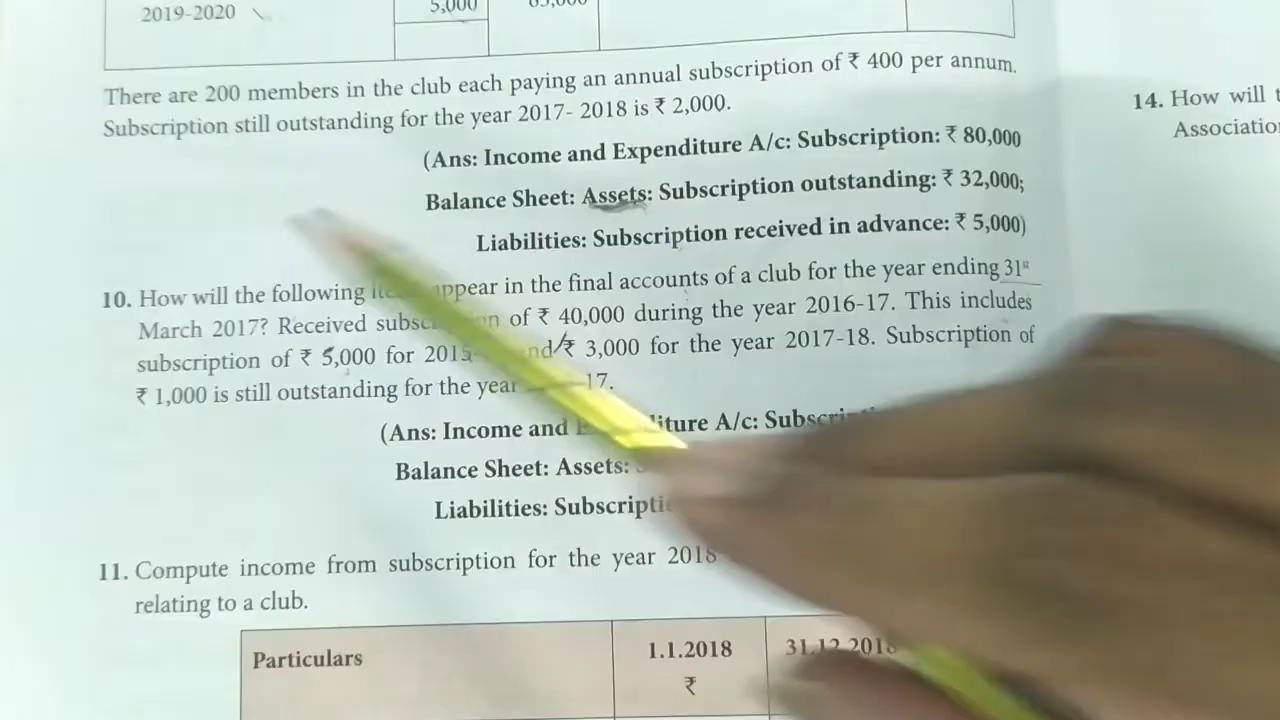 2019-2020
5,000
There are 200 members in the club each paying an annual subscription of ₹ 400 per annum.
Subscription still outstanding for the year 2017- 2018 is ₹ 2,000.
(Ans: Income and Expenditure A/c: Subscription: ₹ 80,000
Balance Sheet: Assets: Subscription outstanding: ₹ 32,000;
Liabilities: Subscription received in advance: ₹ 5,000)
10. How will the following appear in the final accounts of a club for the year ending 31st
March 2017? Received of ₹ 40,000 during the year 2016-17. This includes
subscription of ₹ 5,000 for ₹ 3,000 for the year 2017-18. Subscription of
₹ 1,000 is still outstanding for the year 17.
(Ans: Income and A/c:
Balance Sheet: Assets:
Liabilities:
11. Compute income from subscription for the year 2018
relating to a club.
Particulars
1.1.2018
₹
31.12.2018
14. How will